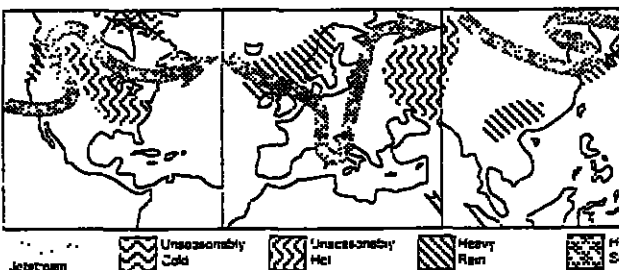 Jetstream
Unseasonably
Cold
Unseasonably
Hot
Heavy
Rain
H
S